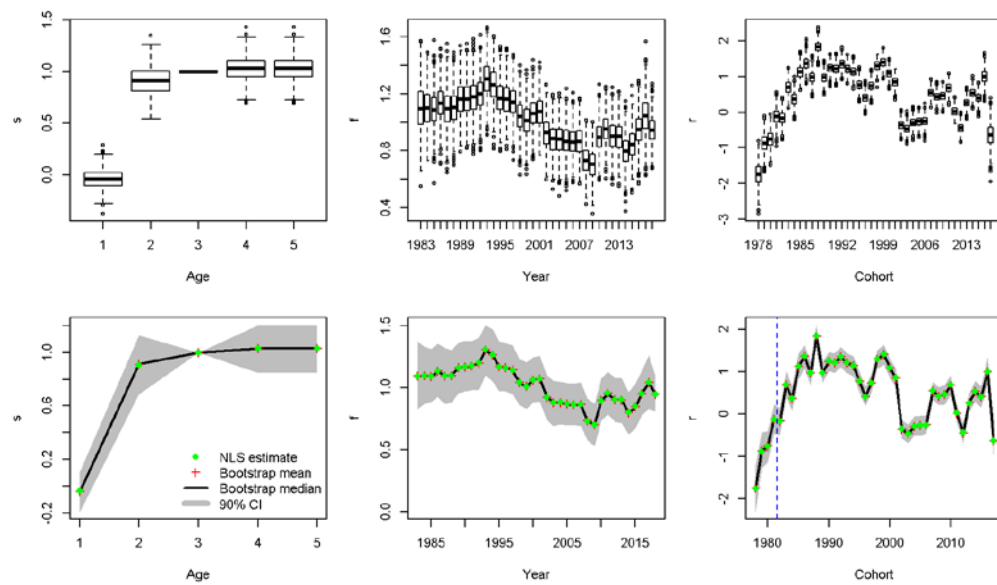 s
1.5
1.0
0.5
0.0
1 2 3 4 5
Age
f
1.6
1.2
0.8
0.4
1983 1989 1995 2001 2007 2013
Year
r
2
1
0
-1
-2
-3
1978 1985 1992 1999 2006 2013
Cohort
s
1.0
0.6
0.2
-0.2
1 2 3 4 5
Age
NLS estimate
Bootstrap mean
Bootstrap median
90% CI
f
1.5
1.0
0.5
0.0
1985 1995 2005 2015
Year
r
2
1
0
-1
-2
1980 1990 2000 2010
Cohort